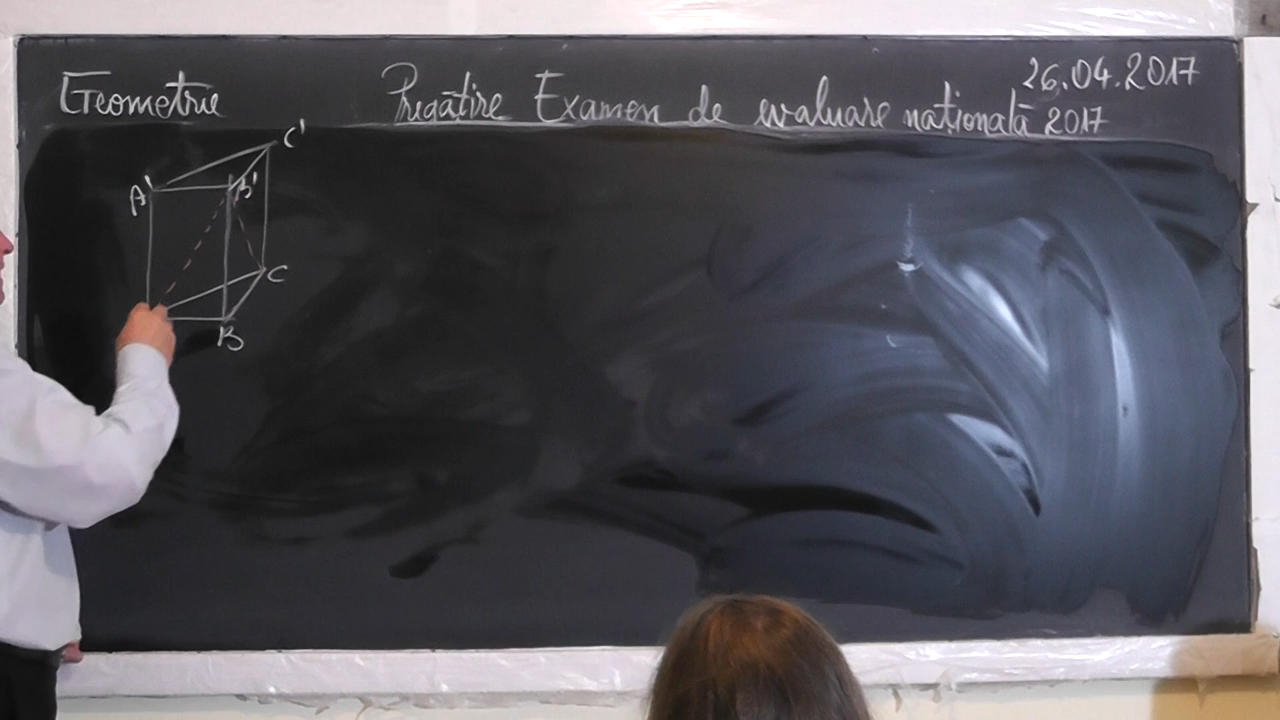 Geometrie
Pregătire Examen de evaluare națională 2017
26.04.2017
C'
A'
B'
C
B